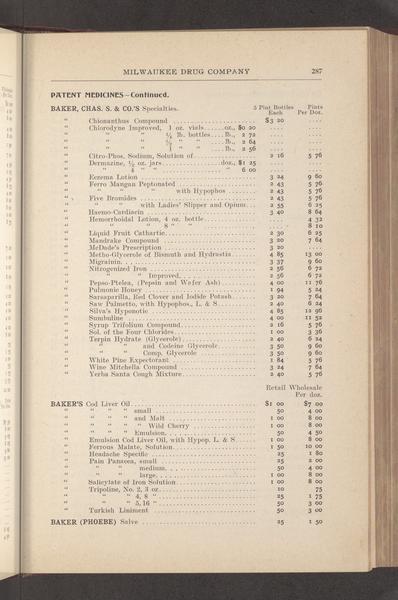 MILWAUKEE DRUG COMPANY 287
PATENT MEDICINES—Continued.
BAKER, CHAS. S. & CO.'S Specialties. 5 Pint Bottles Each Pints Per Doz.
" Chionanthus Compound $3 20
" Chlorodyne Improved, 1 oz. vials oz., $0 20
" " " ¼ lb. bottles lb., 2 72
" " " ½ " " lb., 2 64
" " " 1 " " lb., 2 56
" Citro-Phos, Sodium, Solution of 2 16 5 76
" Dermazine, ½ oz. jars doz., $1 25
" " 4 " " " 6 00
" Eczema Lotion 3 24 9 60
" Ferro Mangan Peptonated 2 43 5 76
" " " " with Hypophos 2 43 5 76
" Five Bromides 2 43 5 76
" " " with Ladies' Slipper and Opium 2 55 6 25
" Haemo-Cardiacin 3 40 8 64
" Hemorrhoidal Lotion, 4 oz. bottle 4 32
" " " 8 " " 8 10
" Liquid Fruit Cathartic 2 30 6 25
" Mandrake Compound 3 20 7 64
" McDade's Prescription 3 20
" Metho-Glycerole of Bismuth and Hydrastia 4 85 13 00
" Migrainin 3 37 9 60
" Nitrogenized Iron 2 56 6 72
" " " Improved 2 56 6 72
" Pepso-Ptelea, (Pepsin and Wafer Ash) 4 00 11 76
" Pulmonic Honey 1 94 5 24
" Sarsaparilla, Red Clover and Iodide Potash 3 20 7 64
" Saw Palmetto, with Hypophos., L. & S 2 40 6 24
" Silva's Hypnotic 4 85 12 96
" Sumbuline 4 00 11 52
" Syrup Trifolium Compound 2 16 5 76
" Sol. of the Four Chlorides 1 00 3 36
" Terpin Hydrate (Glycerole) 2 40 6 24
" " " and Codeine Glycerole 3 50 9 60
" " " Comp. Glycerole 3 50 9 60
" White Pine Expectorant 1 84 5 76
" Wine Mitchella Compound 3 24 7 64
" Yerba Santa Cough Mixture 2 40 5 76
Retail Wholesale
Per doz.
BAKER'S Cod Liver Oil $1 00 $7 00
" " " " small 50 4 00
" " " " and Malt 1 00 8 00
" " " " " Wild Cherry 1 00 8 00
" " " " Emulsion 50 4 50
" Emulsion Cod Liver Oil, with Hypop. L. & S 1 00 8 00
" Ferrous Malate, Solution 1 50 10 00
" Headache Specific 25 1 80
" Pain Panacea, small 25 2 00
" " " medium 50 4 00
" " " large 1 00 8 00
" Salicylate of Iron Solution 1 00 8 00
" Tripoline, No. 2, 3 oz 10 75
" " " 4, 8 " 25 1 75
" " " 5, 16 " 50 3 00
" Turkish Liniment 50 3 00
BAKER (PHOEBE) Salve 25 1 50